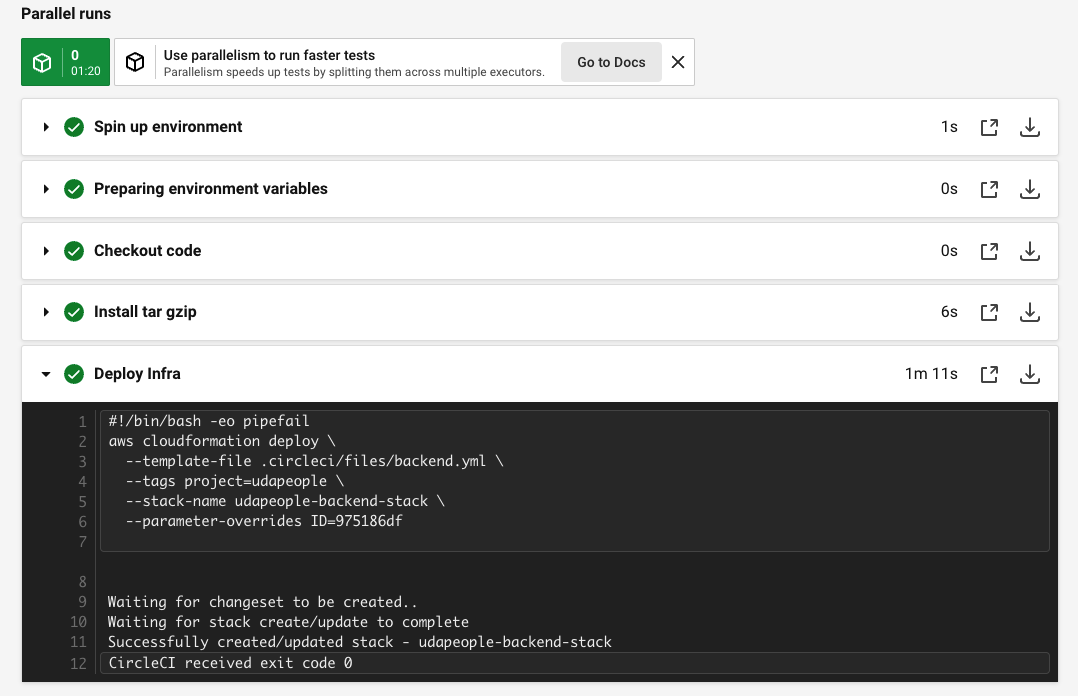 Parallel runs
0
01:20
Use parallelism to run faster tests
Parallelism speeds up tests by splitting them across multiple executors.
Go to Docs
Spin up environment 1s
Preparing environment variables 0s
Checkout code 0s
Install tar gzip 6s
Deploy Infra 1m 11s
1 #!/bin/bash -eo pipefail
2 aws cloudformation deploy \
3   --template-file .circleci/files/backend.yml \
4   --tags project=udapeople \
5   --stack-name udapeople-backend-stack \
6   --parameter-overrides ID=975186df
7
8
9 Waiting for changeset to be created..
10 Waiting for stack create/update to complete
11 Successfully created/updated stack - udapeople-backend-stack
12 CircleCI received exit code 0